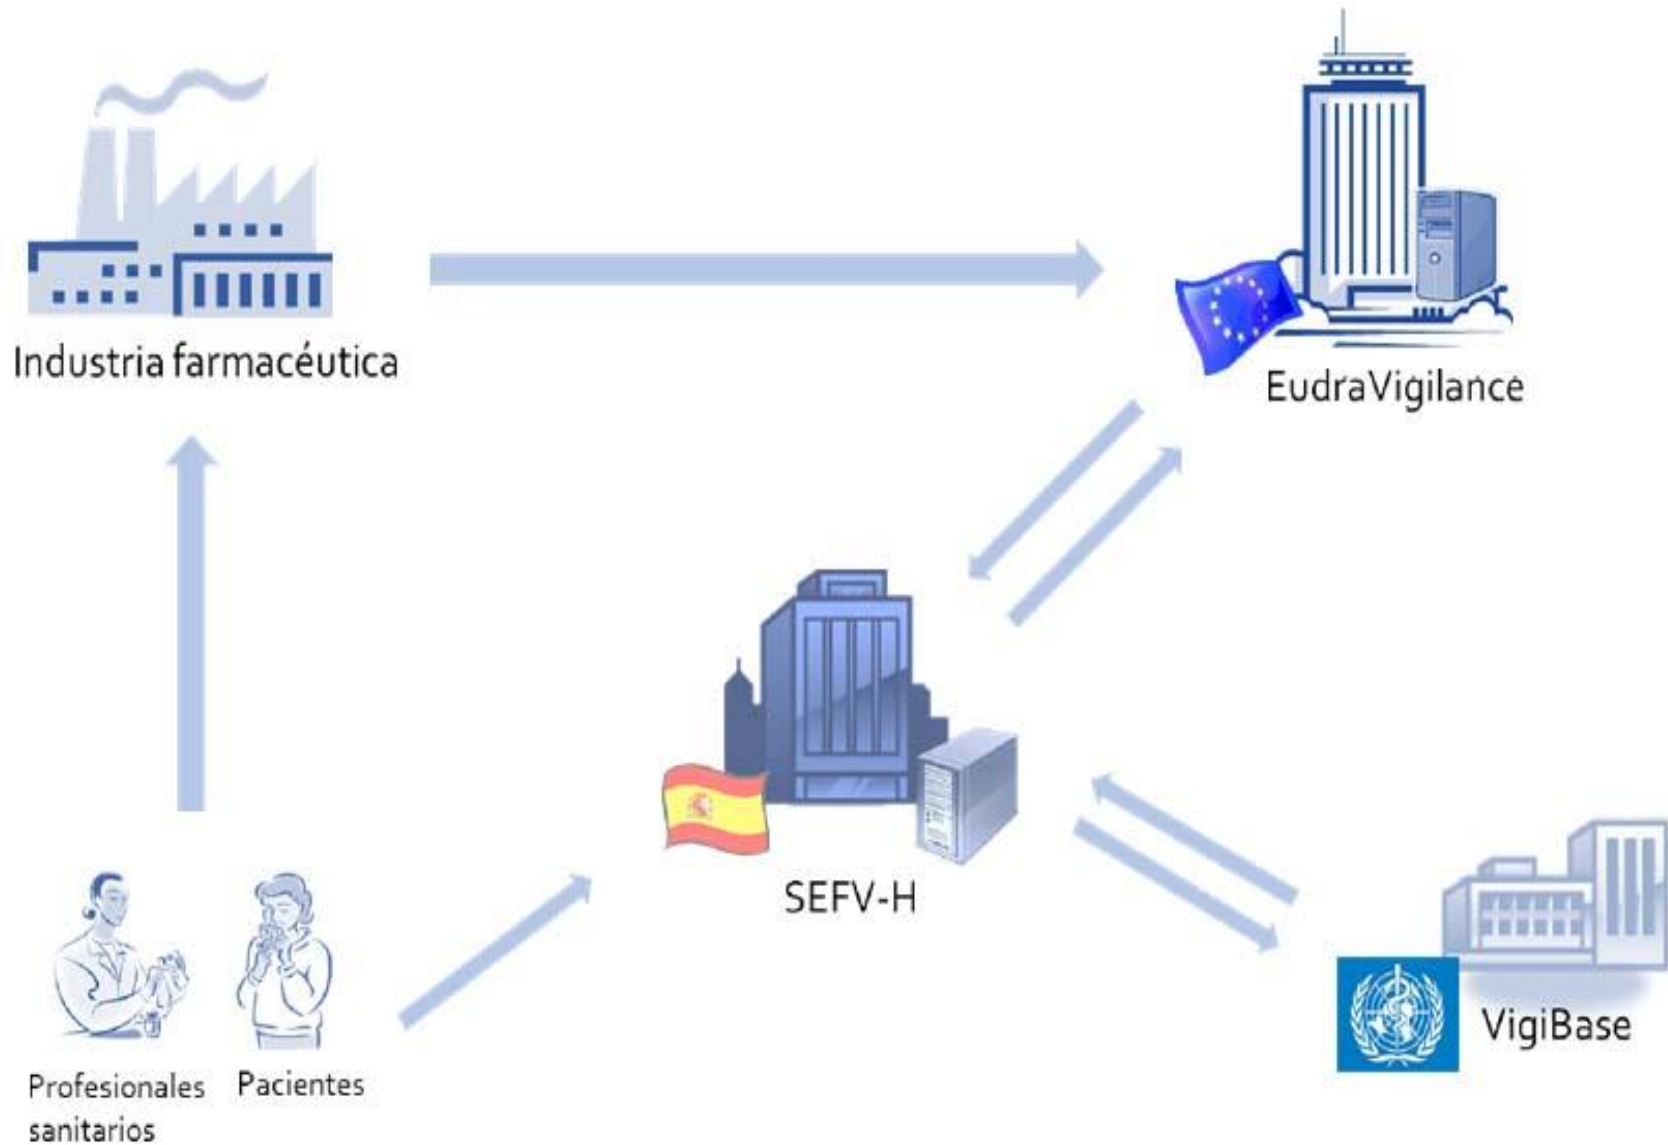 Industria farmacéutica
EudraVigilance
SEFV-H
VigiBase
Profesionales
sanitarios
Pacientes